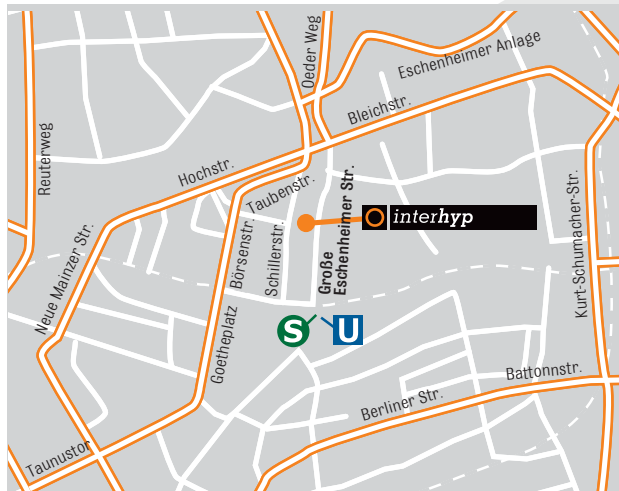 Oeder Weg
Eschenheimer Anlage
Bleichstr.
Reuterweg
Hochstr.
Taubenstr.
Große
Eschenheimer Str.
interhyp
Kurt-Schumacher-Str.
Neue Mainzer Str.
Börsenstr.
Schillerstr.
Goetheplatz
S
U
Battonnstr.
Berliner Str.
Taunustor